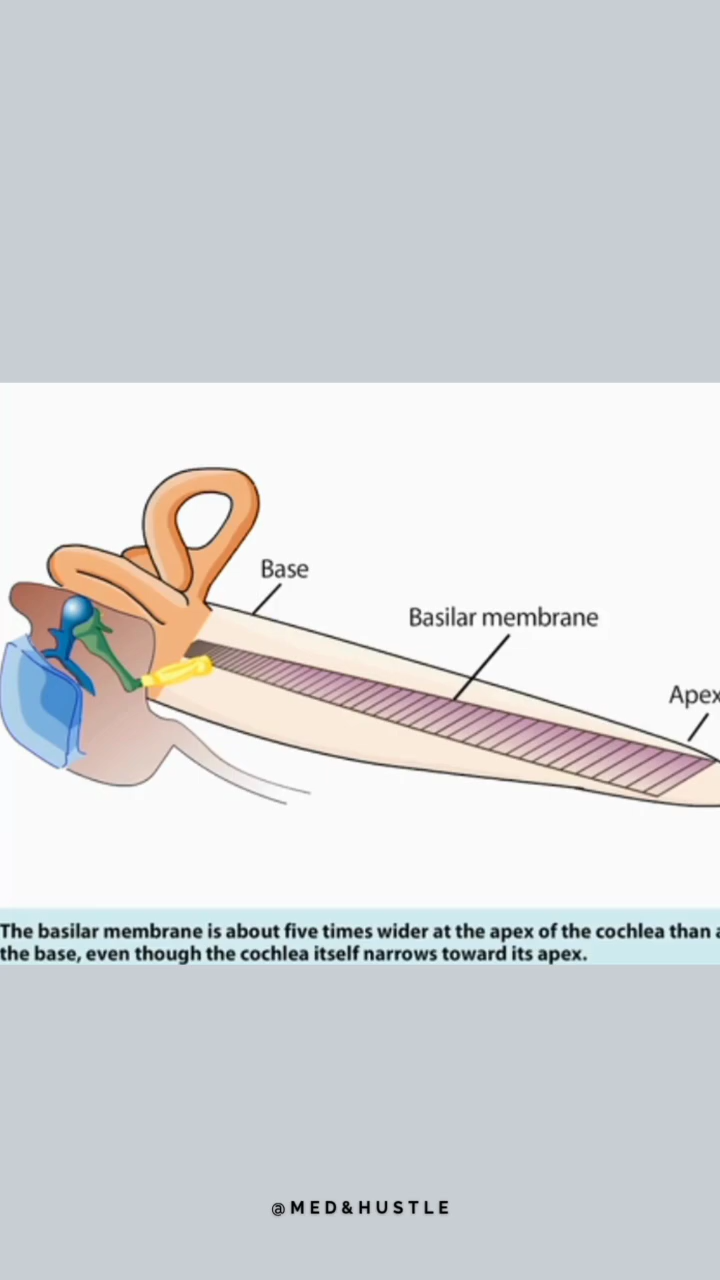 Base
Basilar membrane
Apex
The basilar membrane is about five times wider at the apex of the cochlea than
the base, even though the cochlea itself narrows toward its apex.
@MED&HUSTLE